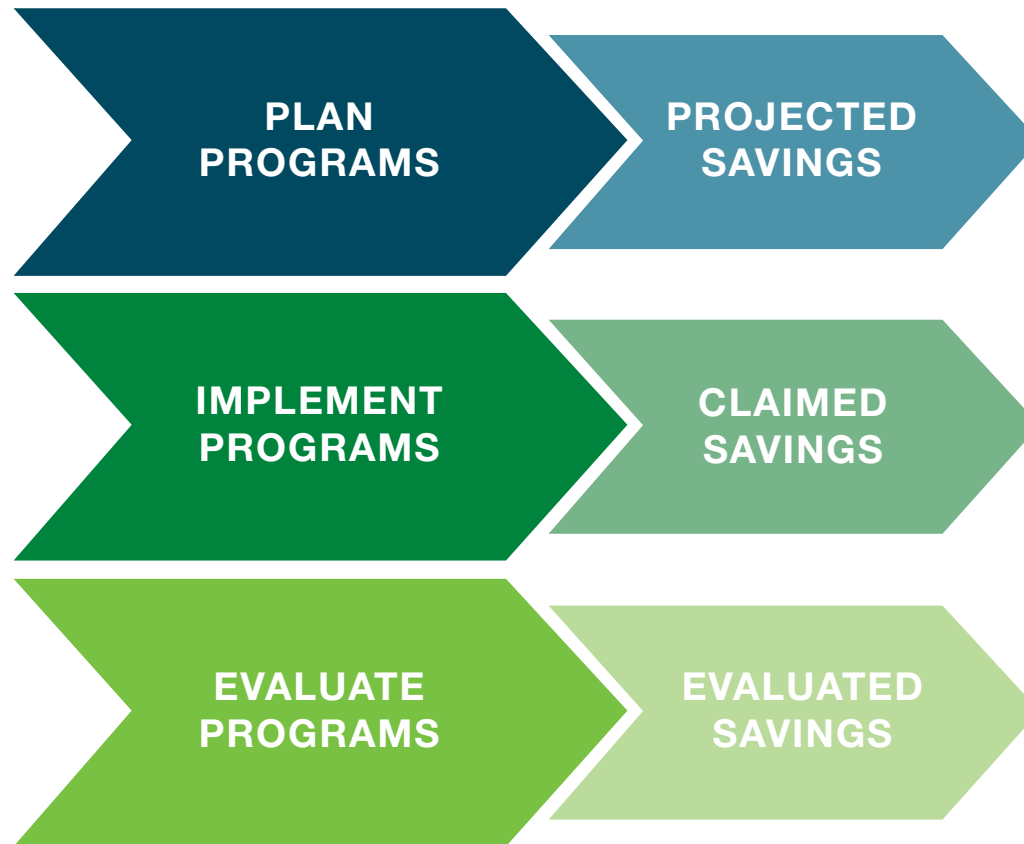 PLAN
PROGRAMS
PROJECTED
SAVINGS
IMPLEMENT
PROGRAMS
CLAIMED
SAVINGS
EVALUATE
PROGRAMS
EVALUATED
SAVINGS